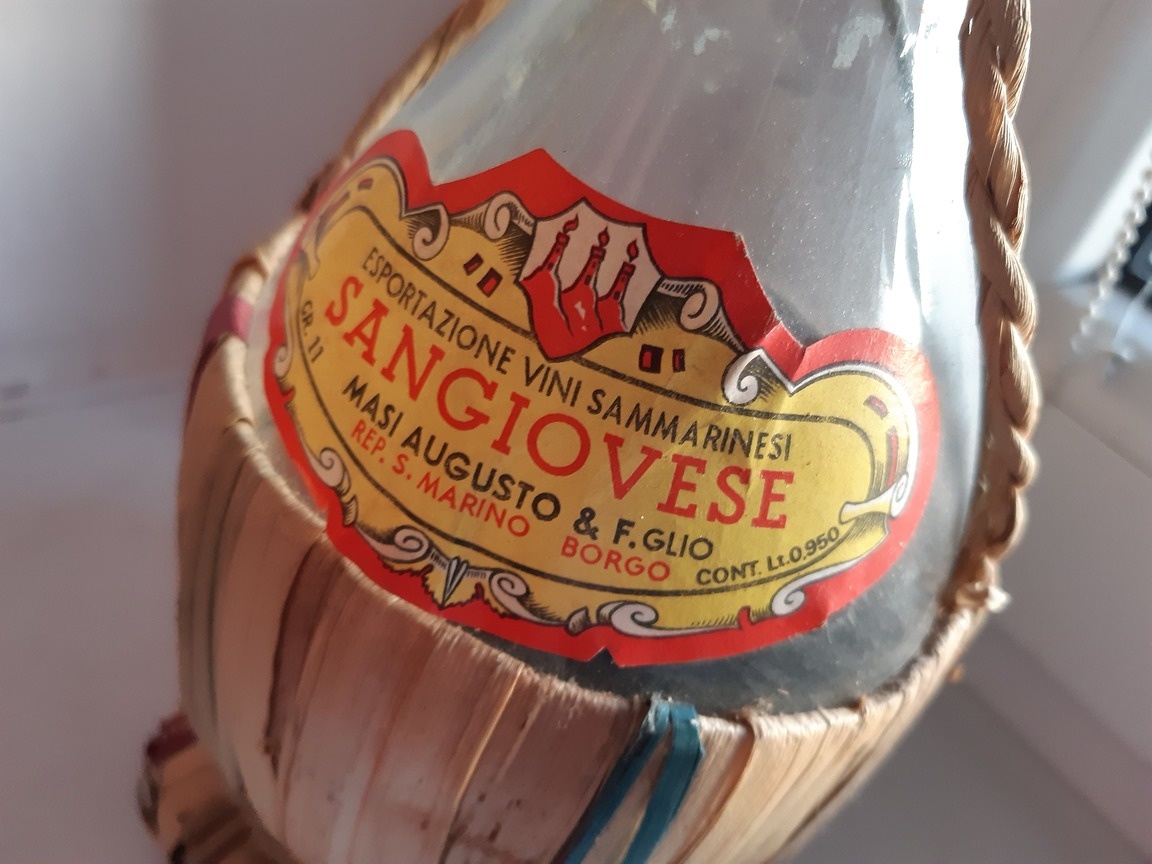 ESPORTAZIONE VINI SAMMARINESI
SANGIOVESE
GR. 11
MASI AUGUSTO & F.GLIO
REP. S. MARINO BORGO
CONT. Lt.0,950